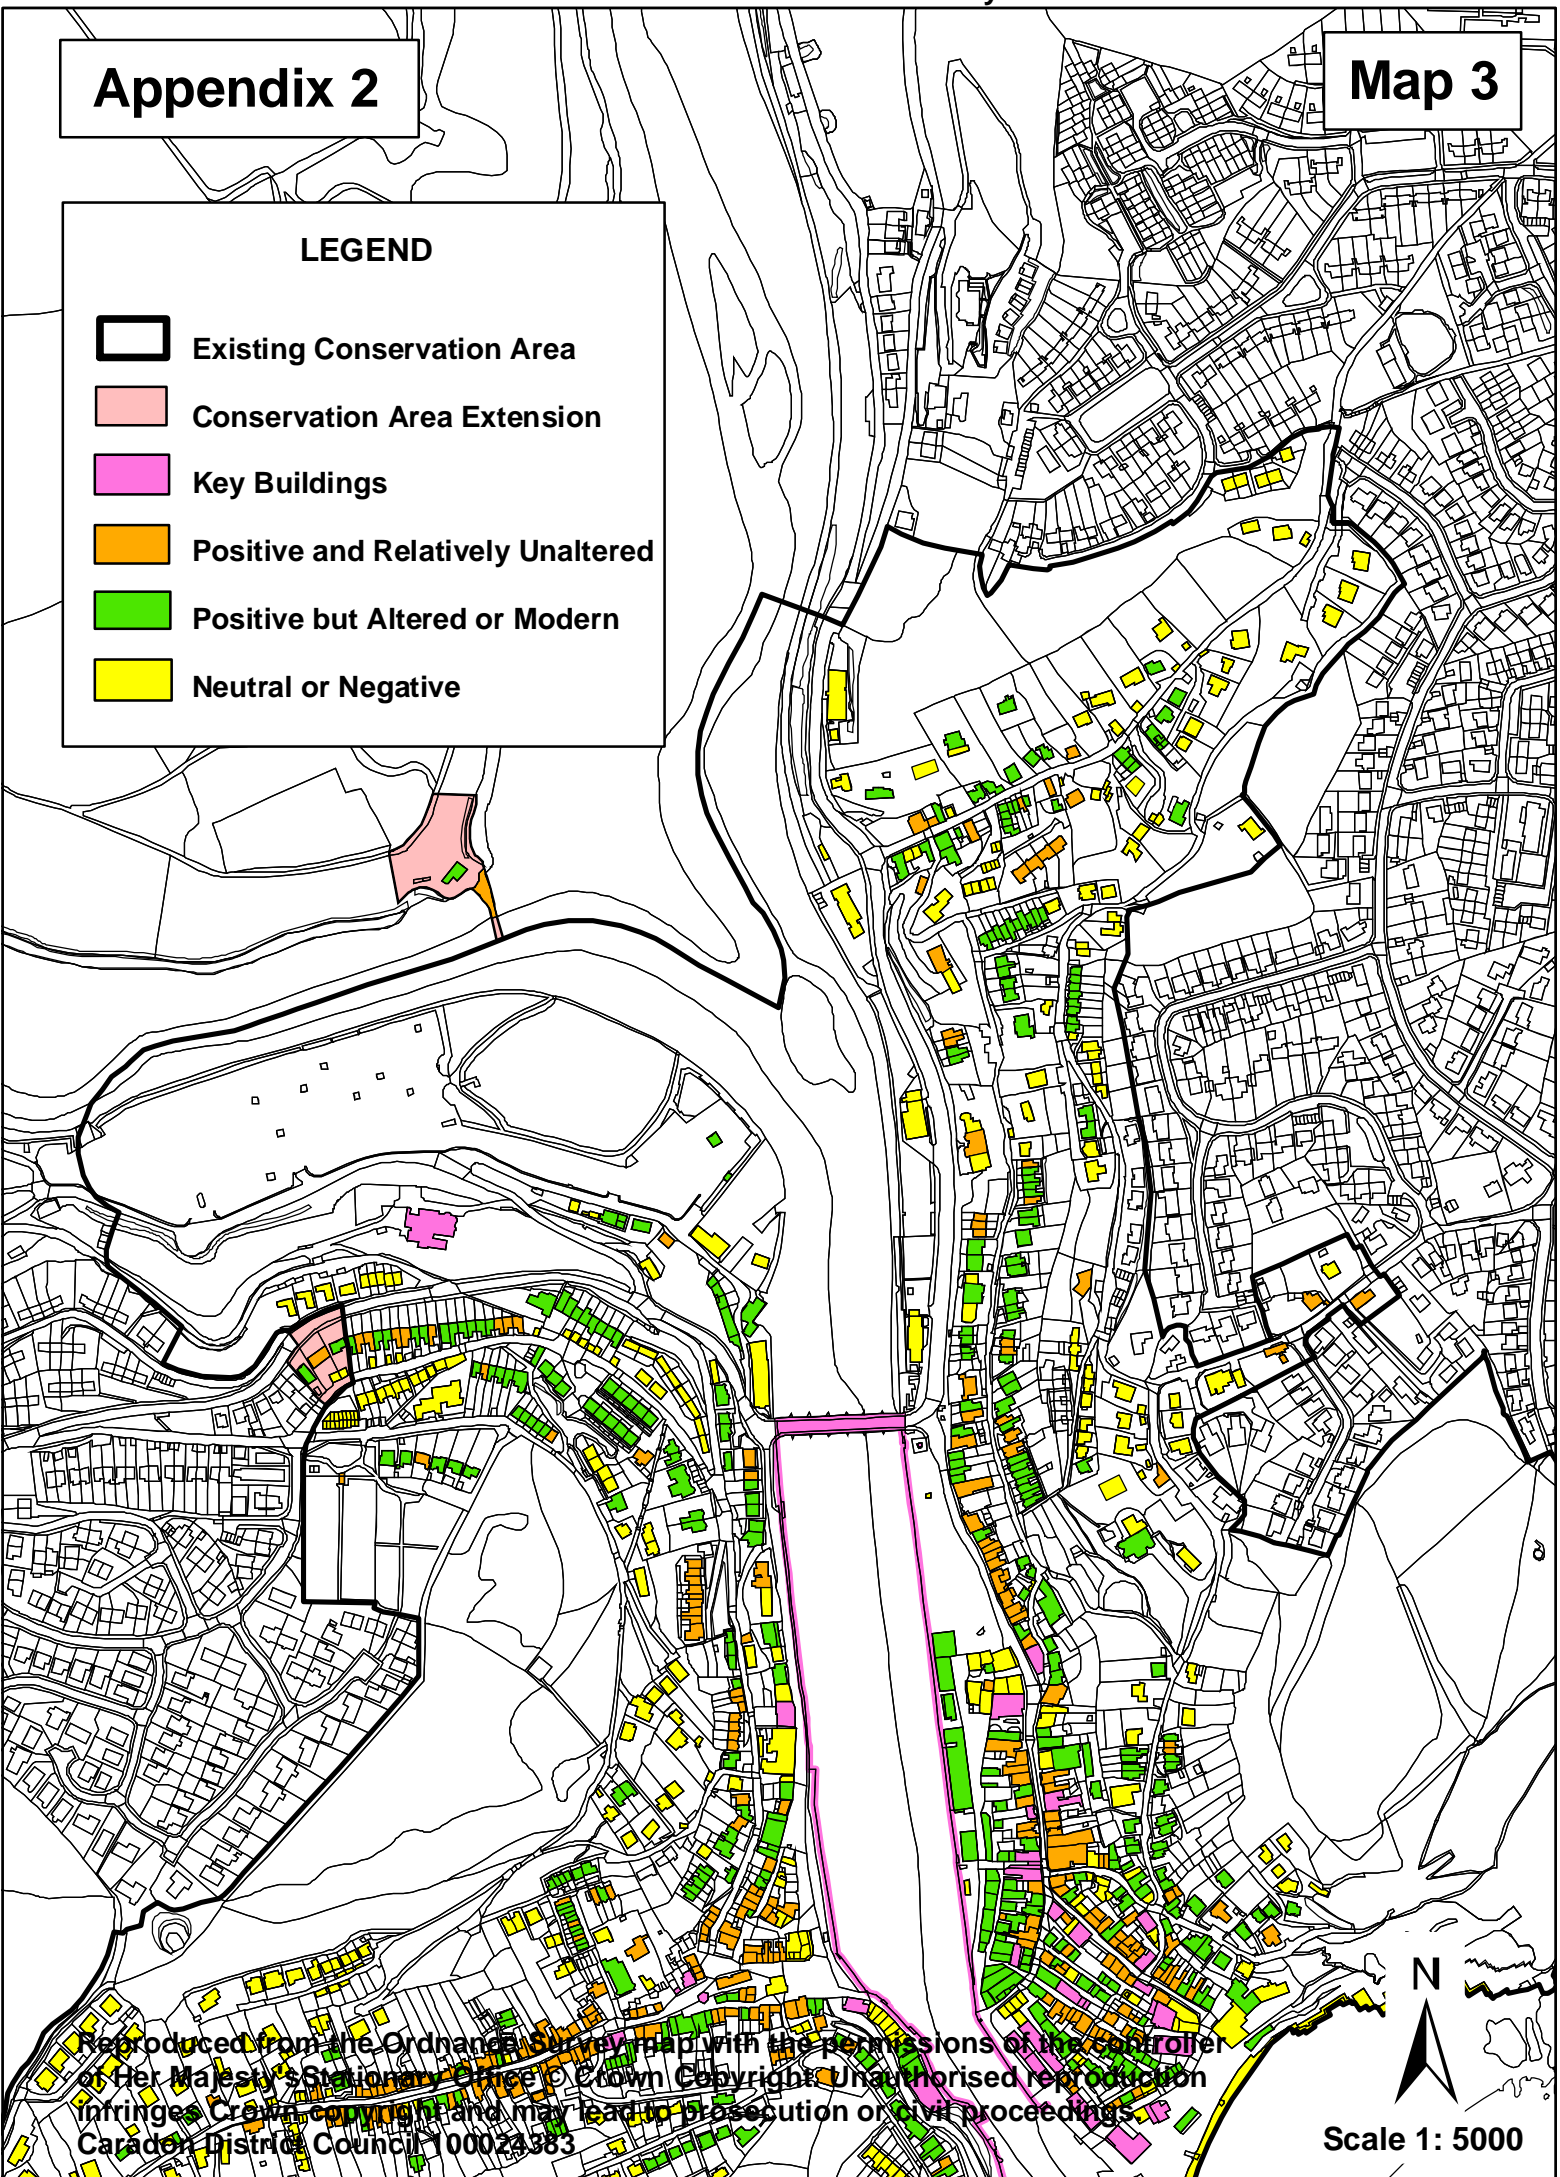 Appendix 2
Map 3
LEGEND
Existing Conservation Area
Conservation Area Extension
Key Buildings
Positive and Relatively Unaltered
Positive but Altered or Modern
Neutral or Negative
N
Reproduced from the Ordnance Survey map with the permissions of the controller
of Her Majesty's Stationary Office © Crown Copyright. Unauthorised reproduction
infringes Crown copyright and may lead to prosecution or civil proceedings.
Caradon District Council 100024383
Scale 1: 5000